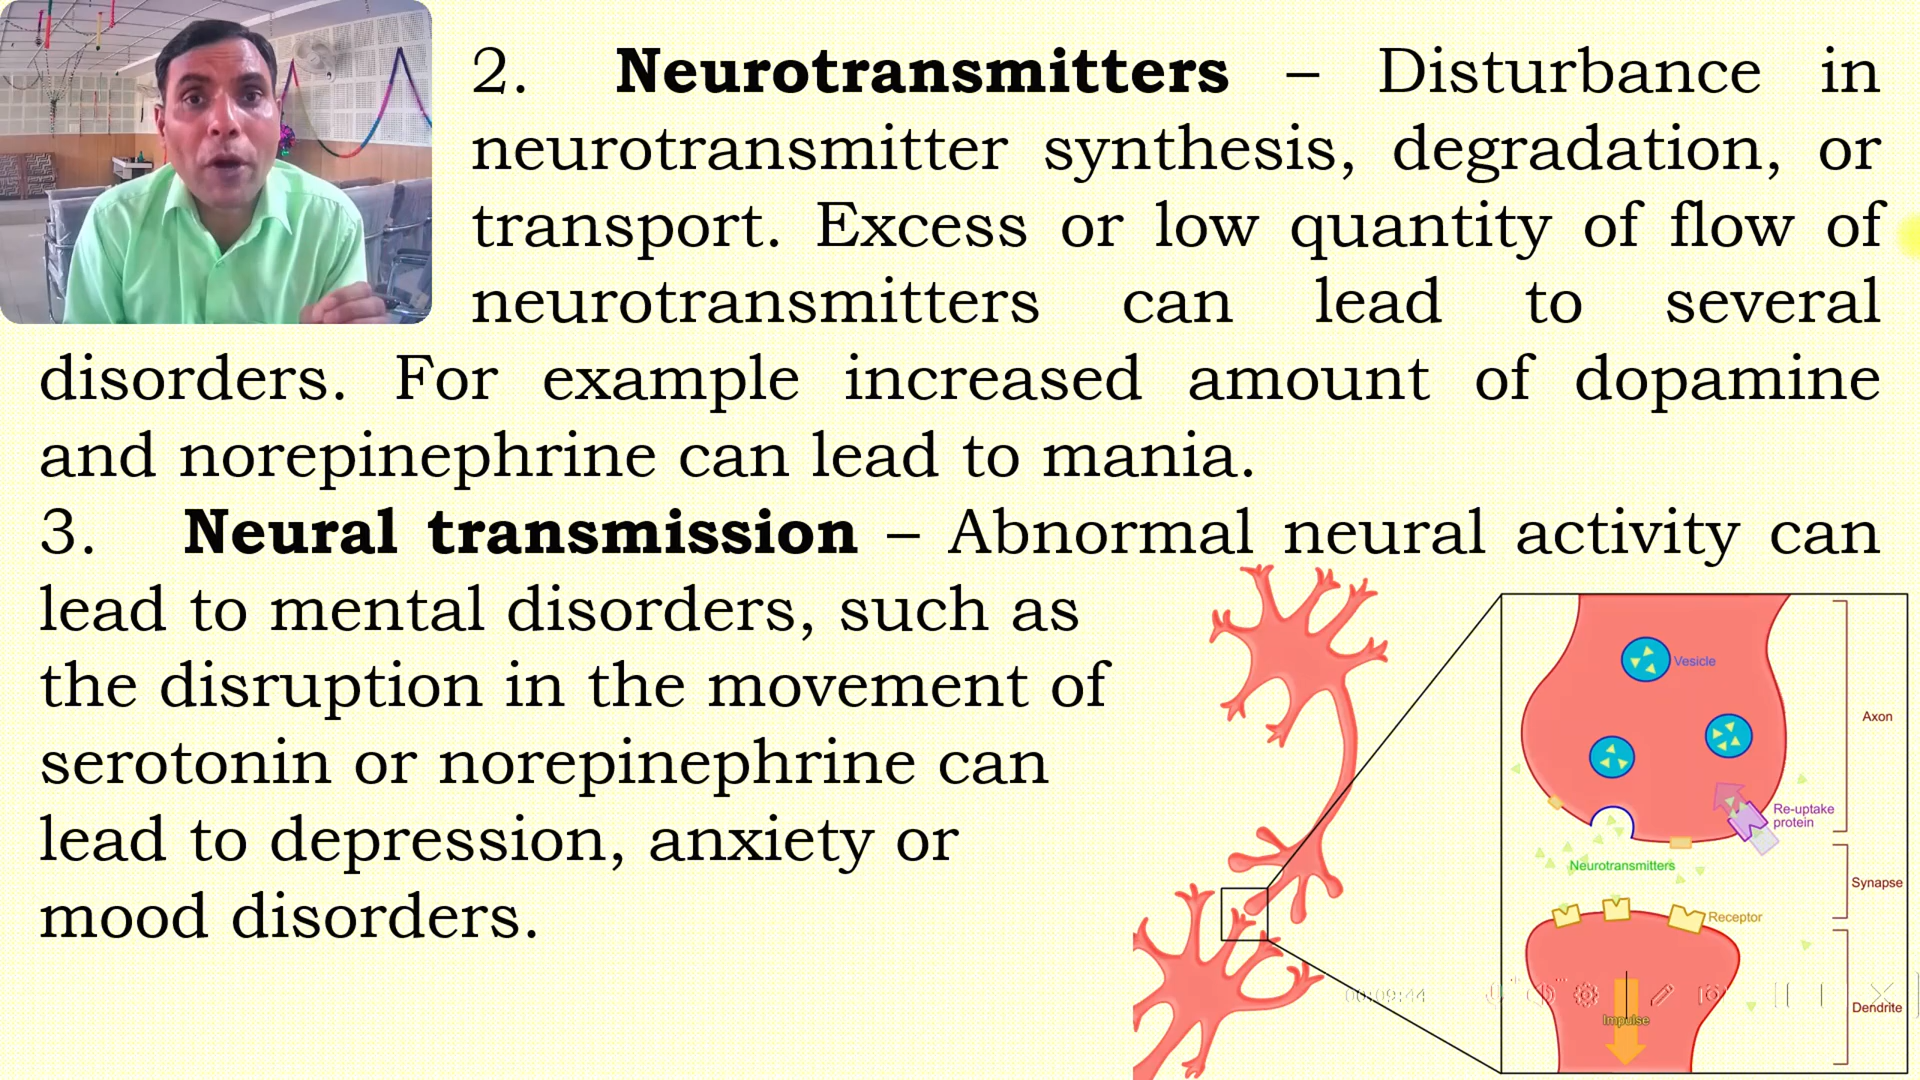 2. Neurotransmitters – Disturbance in
neurotransmitter synthesis, degradation, or
transport. Excess or low quantity of flow of
neurotransmitters can lead to several
disorders. For example increased amount of dopamine
and norepinephrine can lead to mania.
3. Neural transmission – Abnormal neural activity can
lead to mental disorders, such as
the disruption in the movement of
serotonin or norepinephrine can
lead to depression, anxiety or
mood disorders.
Vesicle
Axon
Re-uptake
protein
Neurotransmitters
Synapse
Receptor
00:09:44
Dendrite
Impulse